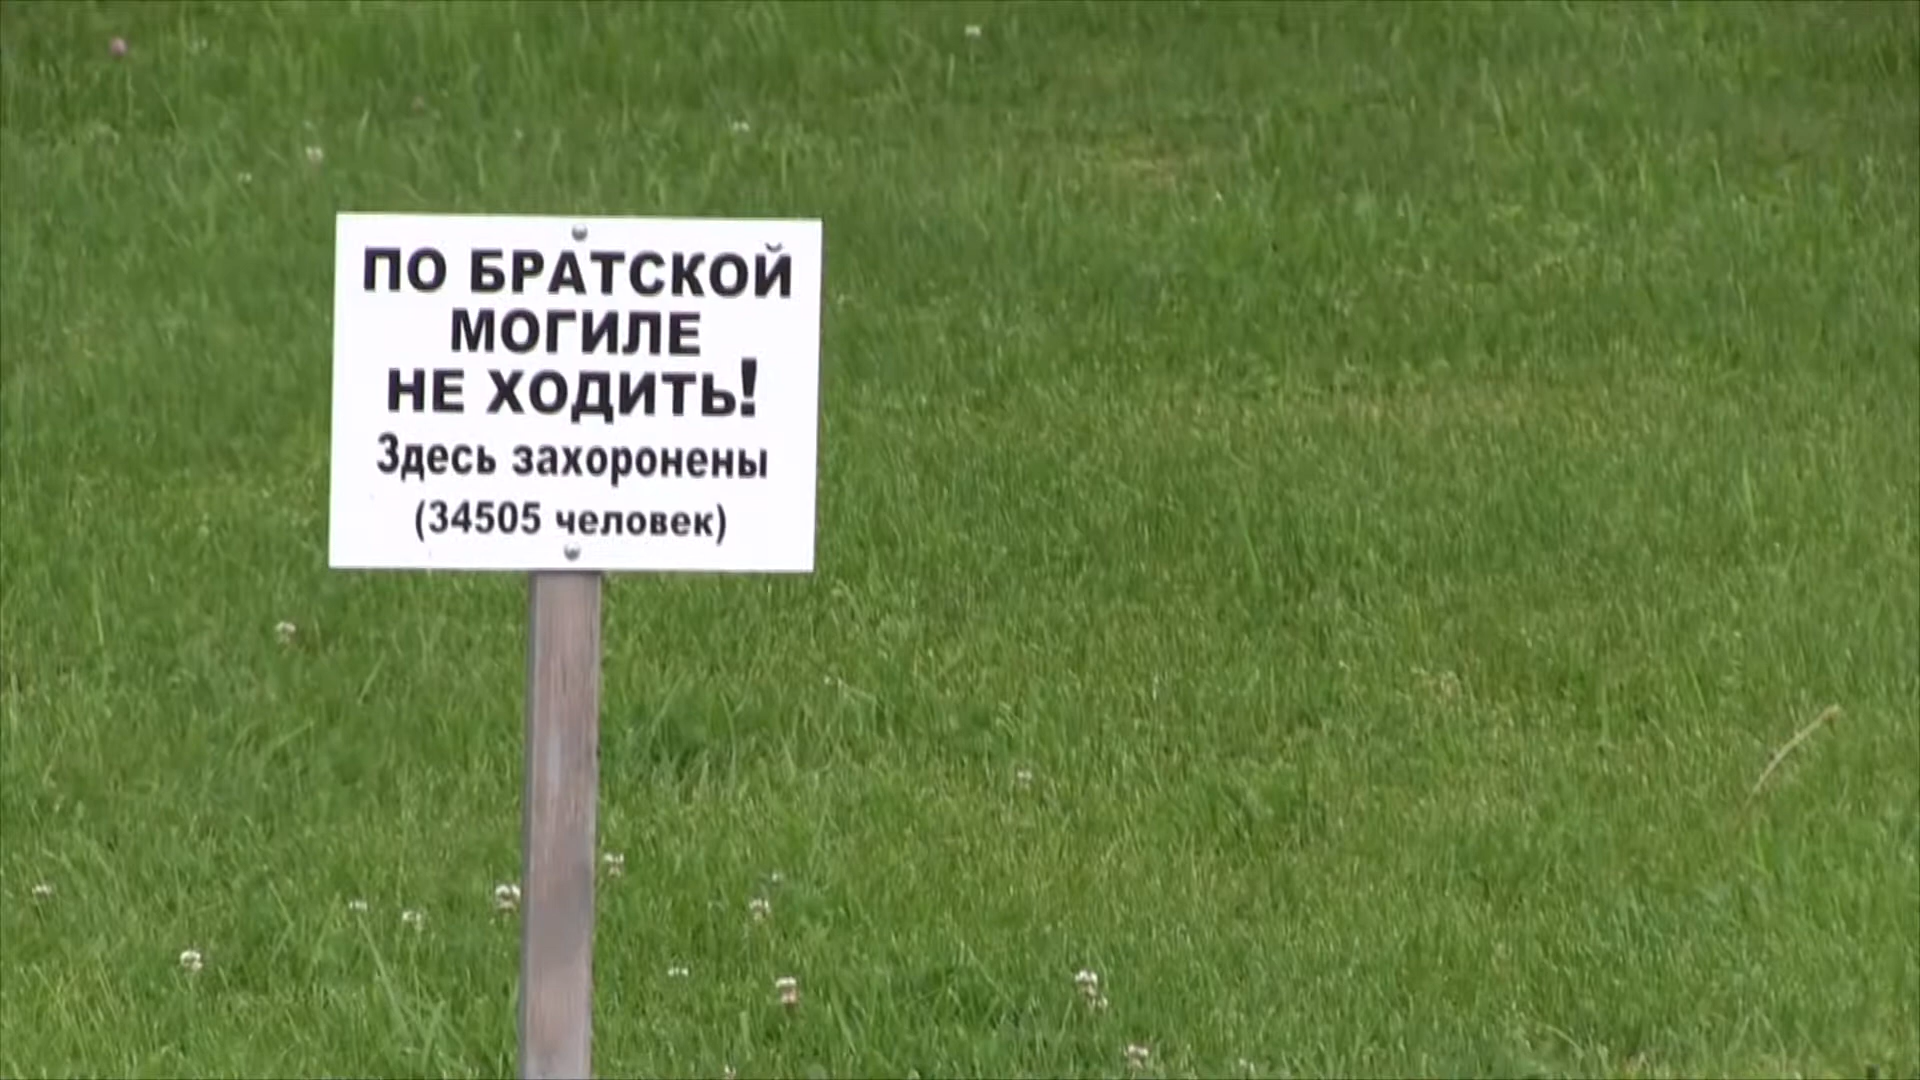 ПО БРАТСКОЙ
МОГИЛЕ
НЕ ХОДИТЬ!
Здесь захоронены
(34505 человек)